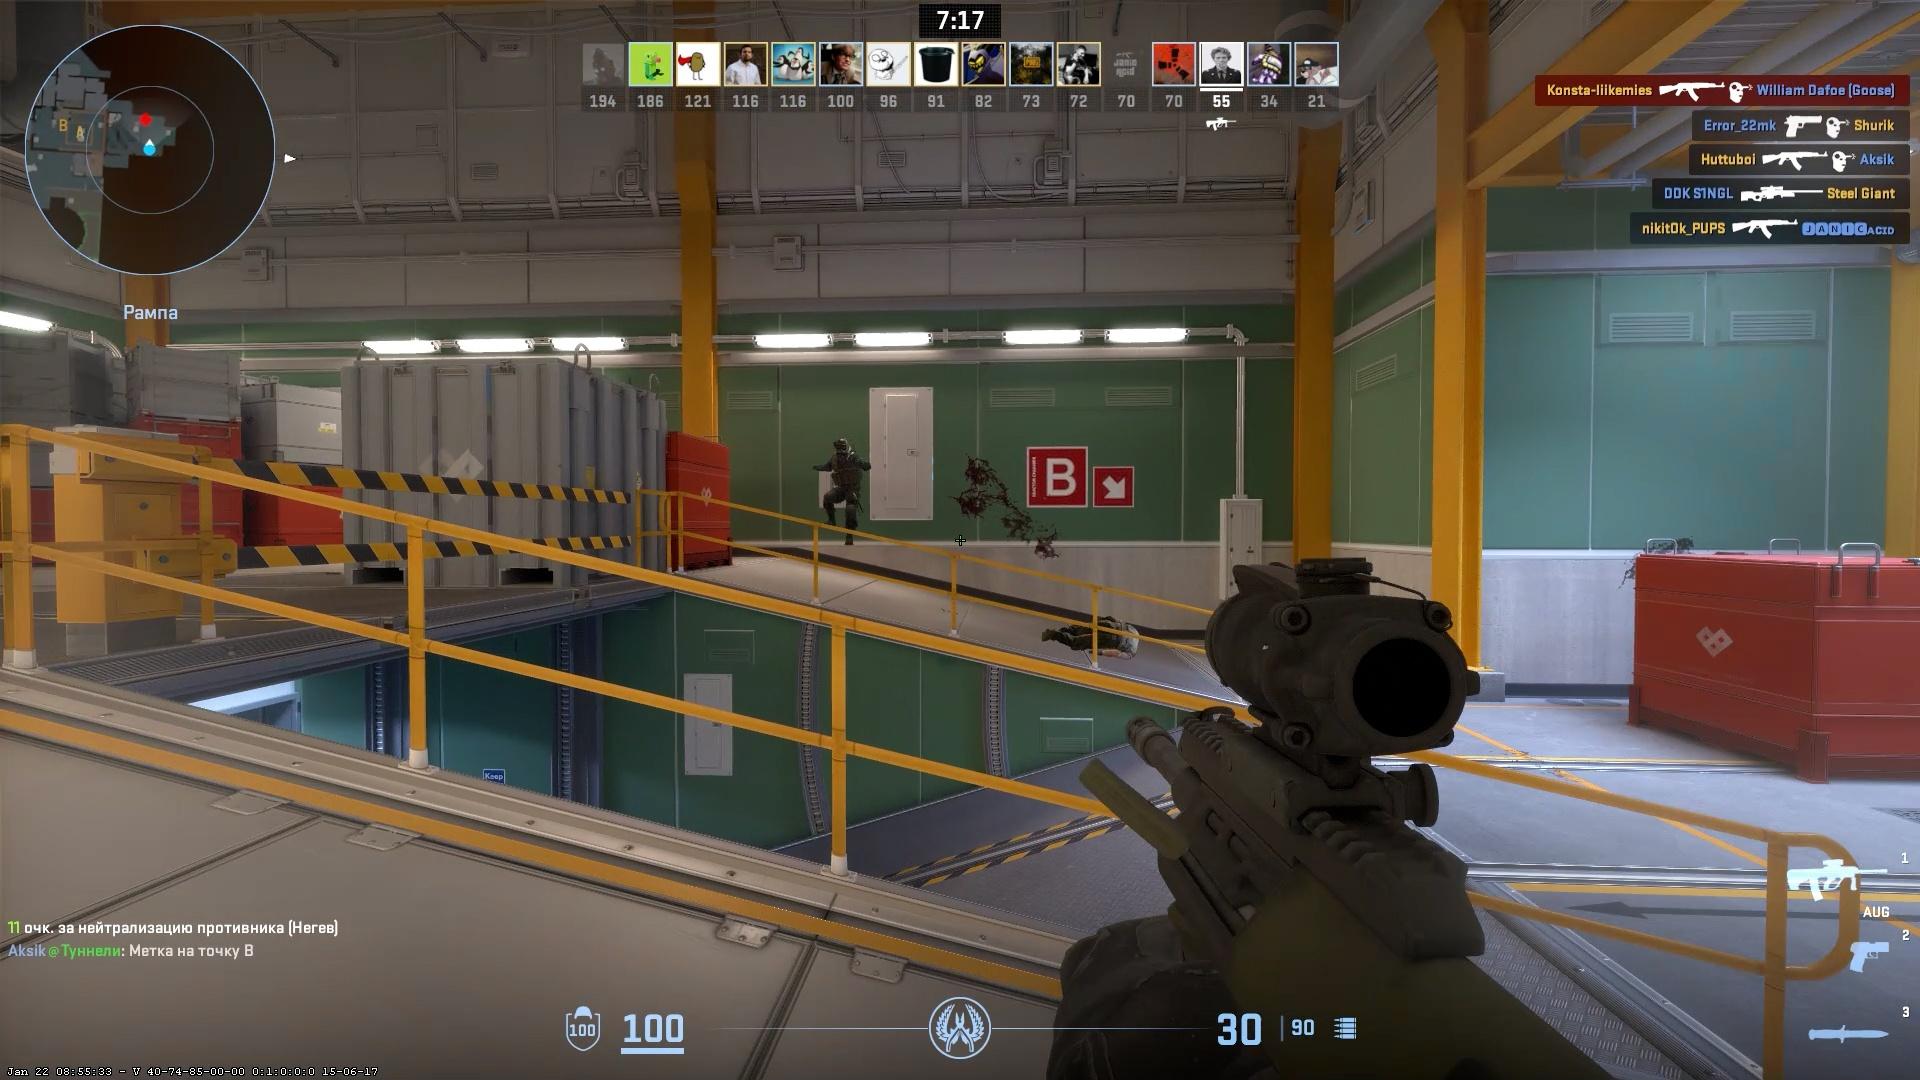 7:17
194 186 121 116 116 100 96 91 82 73 72 70 70 55 34 21
Konsta-liikemies William Dafoe (Goose)
Error_22mk Shurik
Huttuboi Aksik
DDK S1NGL Steel Giant
nikit0k_PUPS JANICACID
B A
Рампа
B
Keep
11 очк. за нейтрализацию противника (Негев)
Aksik@Туннели: Метка на точку B
1
AUG
2
3
100 100
30 | 90
Jan 22 08:55:33 - V 40-74-85-00-00 0:1:0:0:0 15-06-17